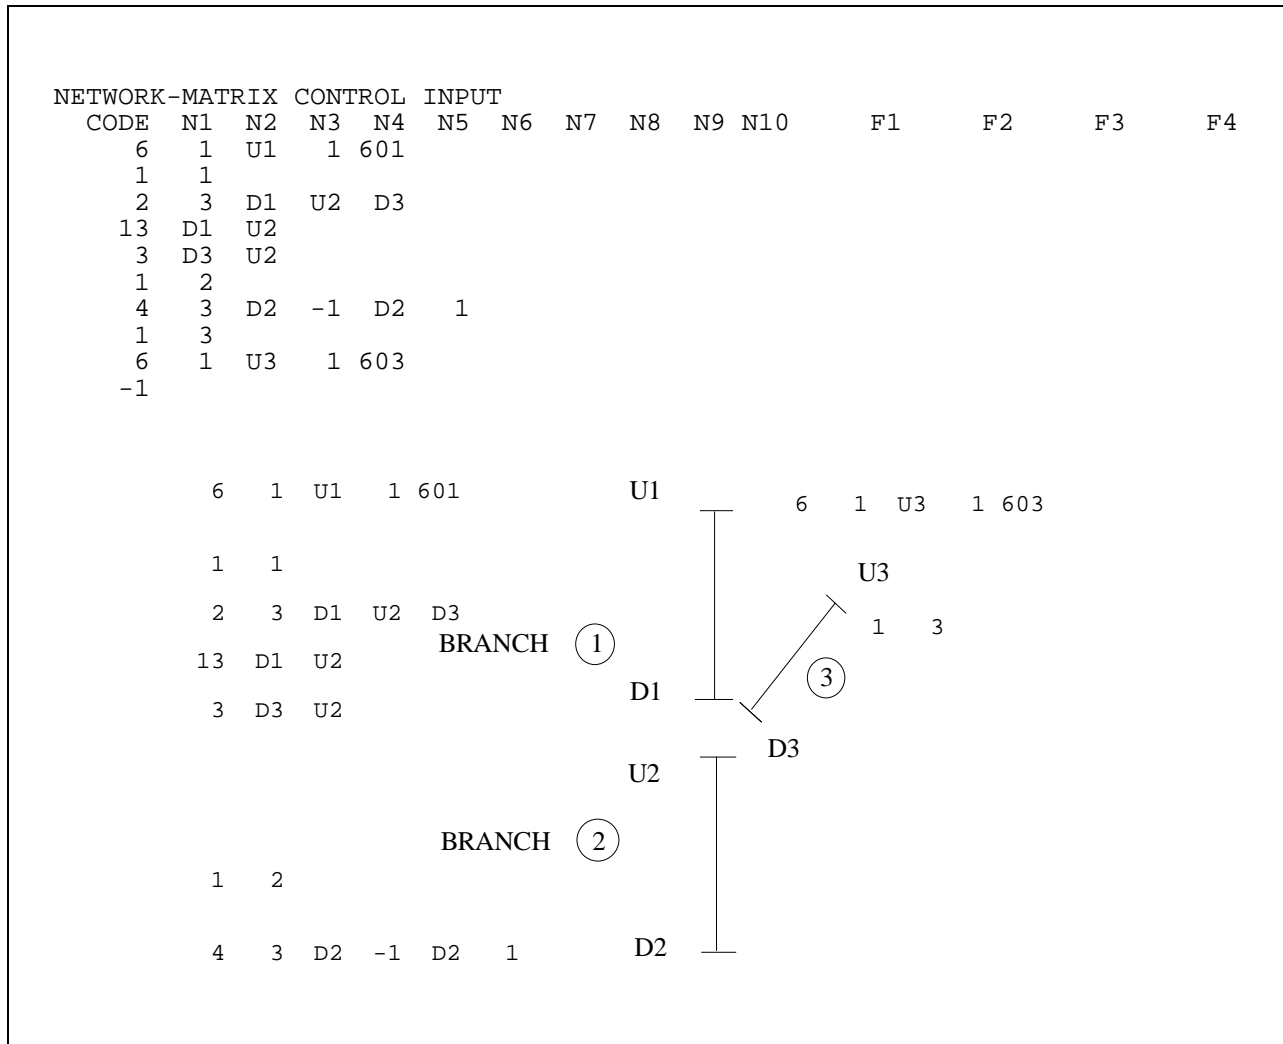 NETWORK-MATRIX CONTROL INPUT
CODE N1 N2 N3 N4 N5 N6 N7 N8 N9 N10 F1 F2 F3 F4
6 1 U1 1 601
1 1
2 3 D1 U2 D3
13 D1 U2
3 D3 U2
1 2
4 3 D2 -1 D2 1
1 3
6 1 U3 1 603
-1
6 1 U1 1 601
U1
6 1 U3 1 603
1 1
U3
2 3 D1 U2 D3
1 3
BRANCH 1
13 D1 U2
3
D1
3 D3 U2
D3
U2
BRANCH 2
1 2
4 3 D2 -1 D2 1
D2